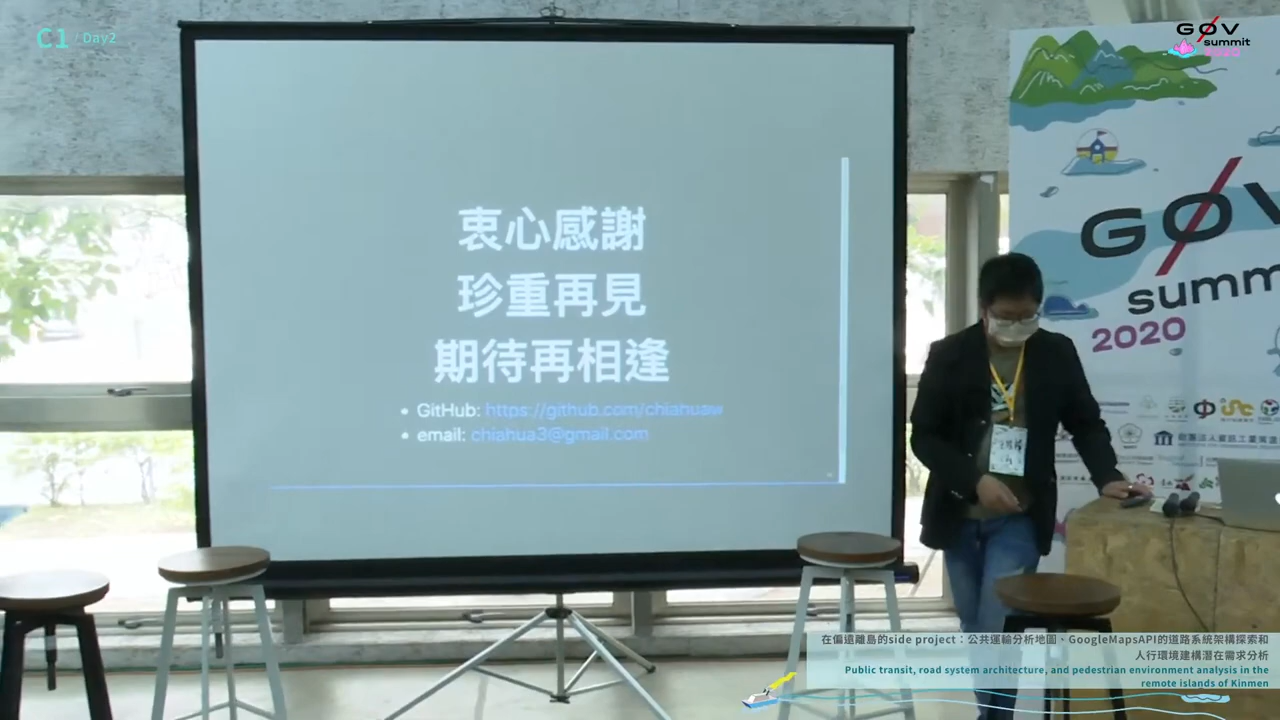 C1 / Day2
GØV
summit
衷心感謝
珍重再見
期待再相逢
GitHub: https://github.com/chiahuaw
email: chiahua3@gmail.com
GØV
summ
2020
在偏遠離島的side project：公共運輸分析地圖、GoogleMapsAPI的道路系統架構探索和
人行環境建構潛在需求分析
Public transit, road system architecture, and pedestrian environment analysis in the
remote islands of Kinmen